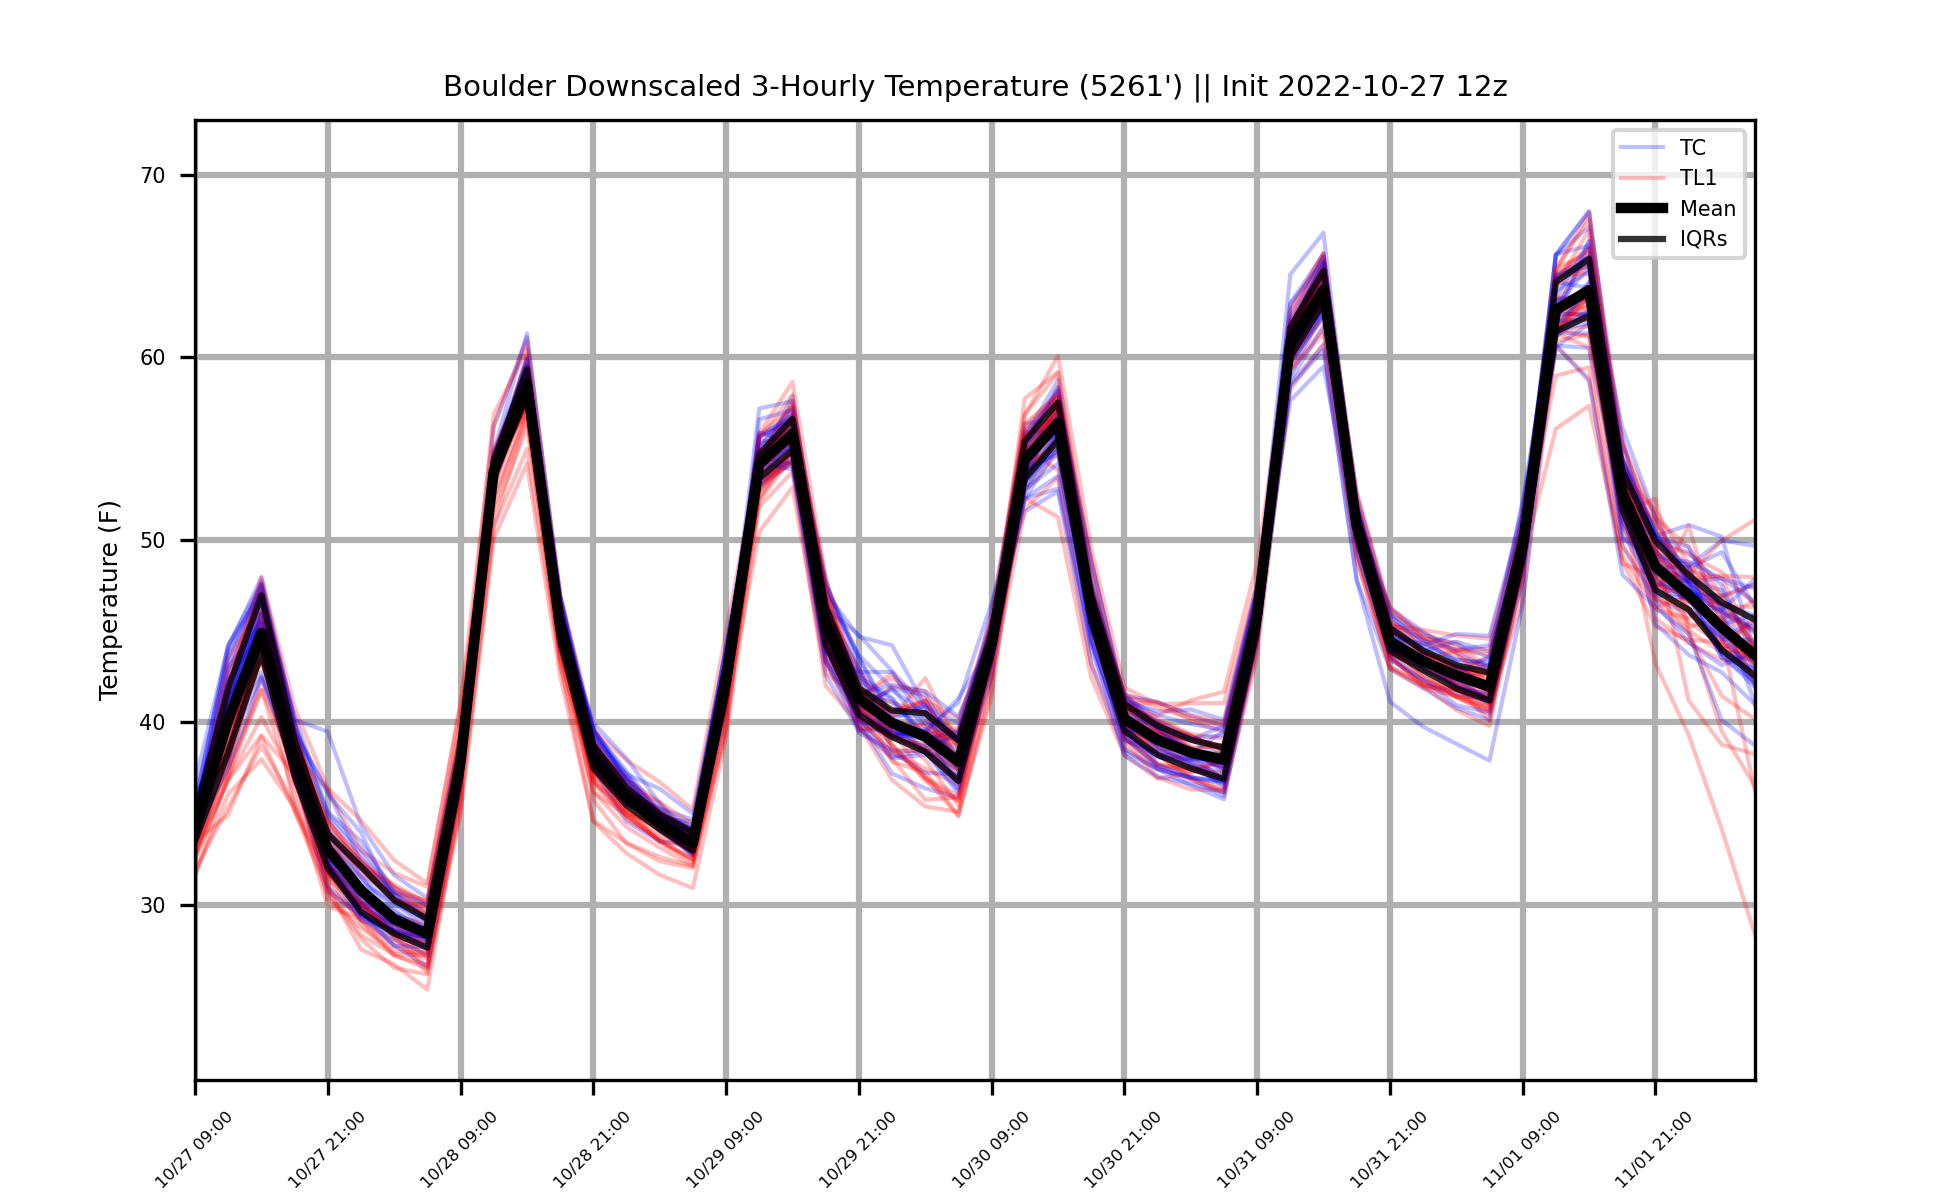 Boulder Downscaled 3-Hourly Temperature (5261') || Init 2022-10-27 12z
TC
TL1
Mean
IQRs
Temperature (F)
70
60
50
40
30
10/27 09:00
10/27 21:00
10/28 09:00
10/28 21:00
10/29 09:00
10/29 21:00
10/30 09:00
10/30 21:00
10/31 09:00
10/31 21:00
11/01 09:00
11/01 21:00